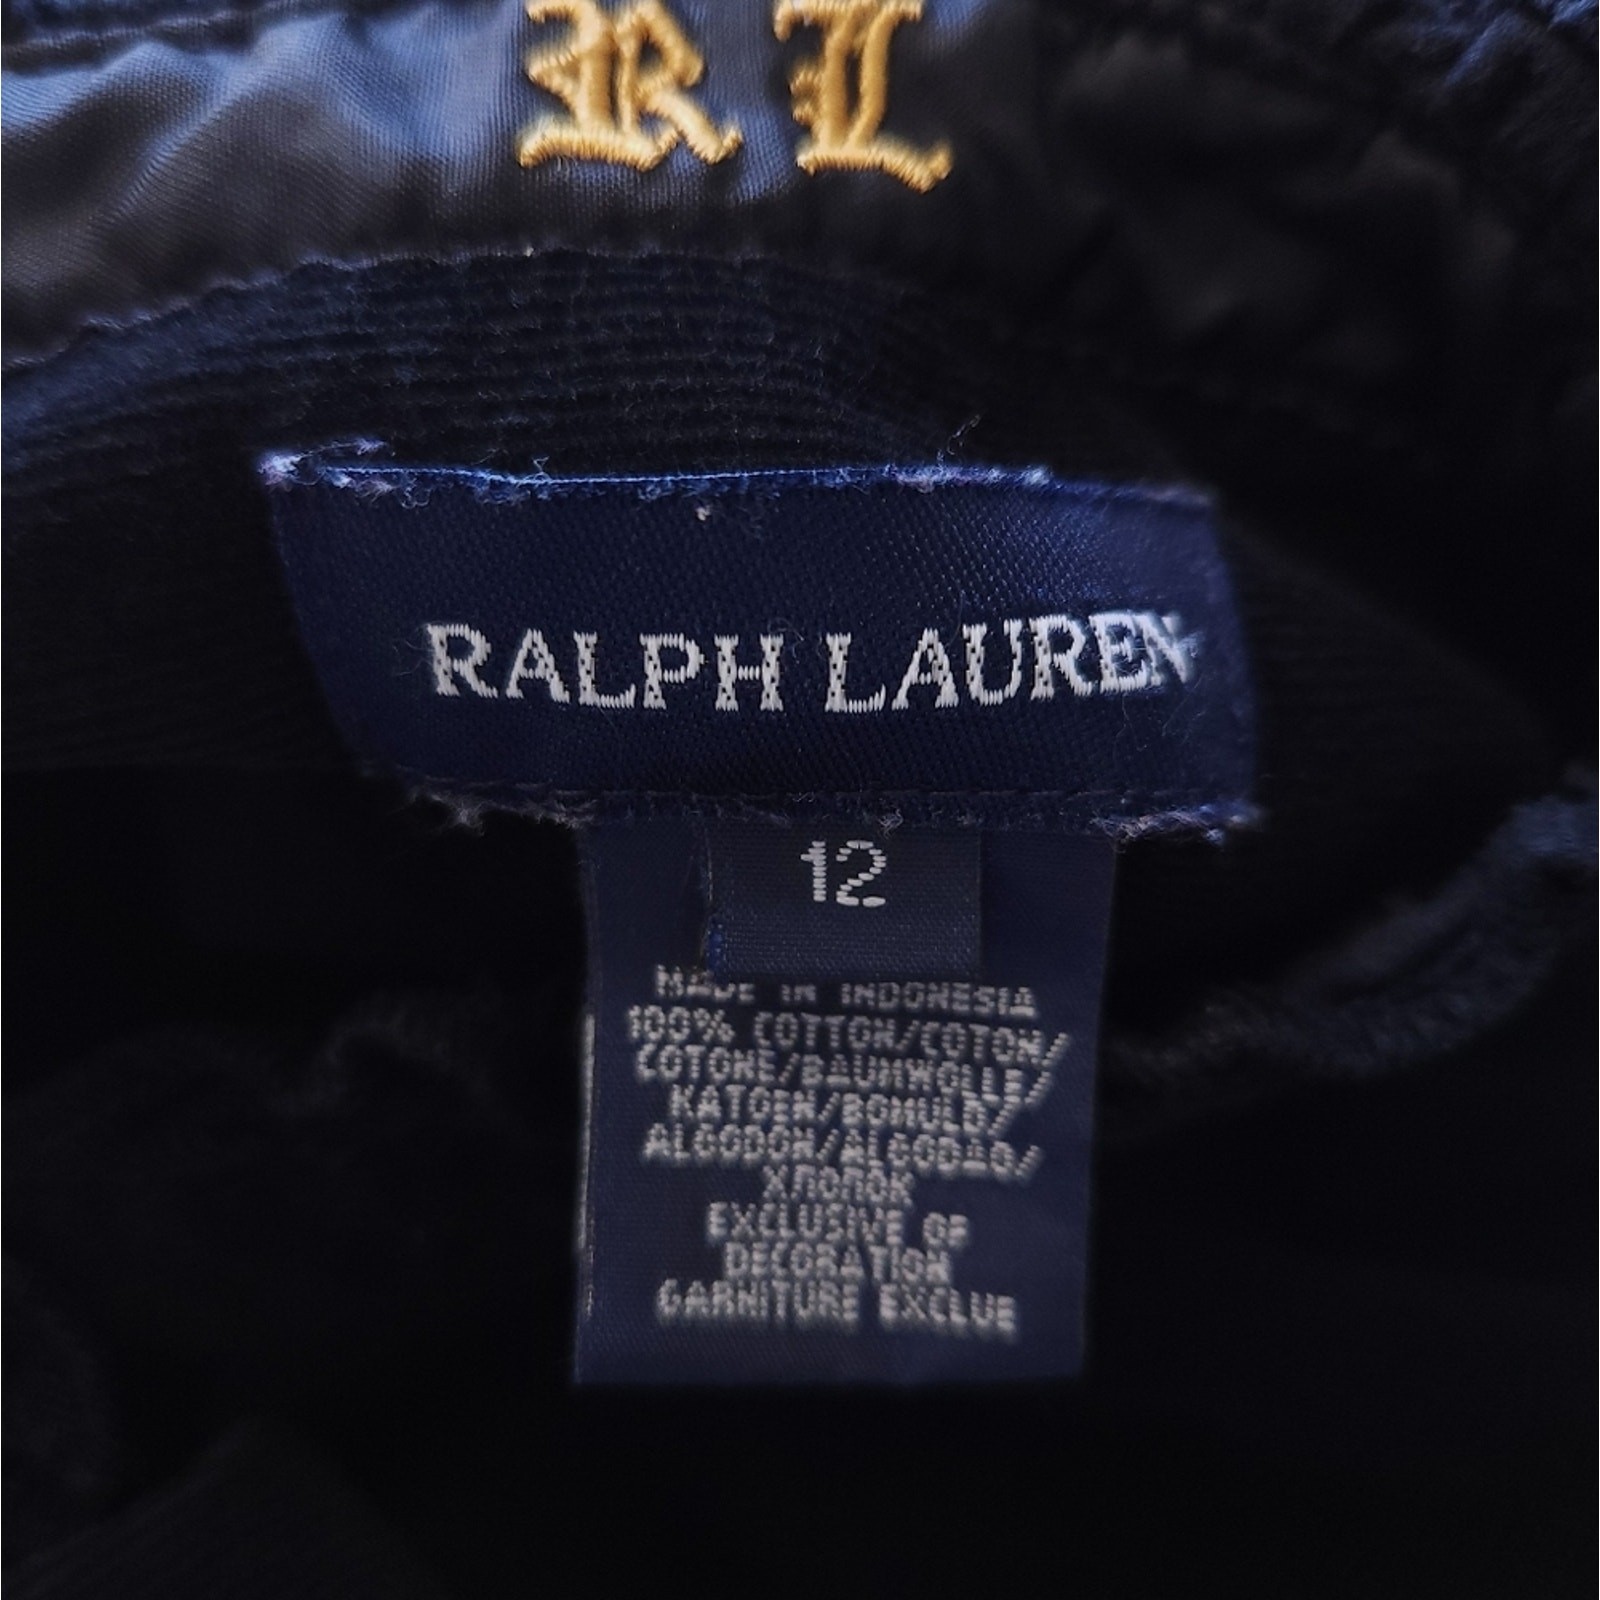 RL
RALPH LAUREN
12
MADE IN INDONESIA
100% COTTON/COTON/
COTONE/BAUMWOLLE/
KATOEN/BOMULD/
ALGODON/ALGODAO/
ХЛОПОК
EXCLUSIVE OF
DECORATION
GARNITURE EXCLUE